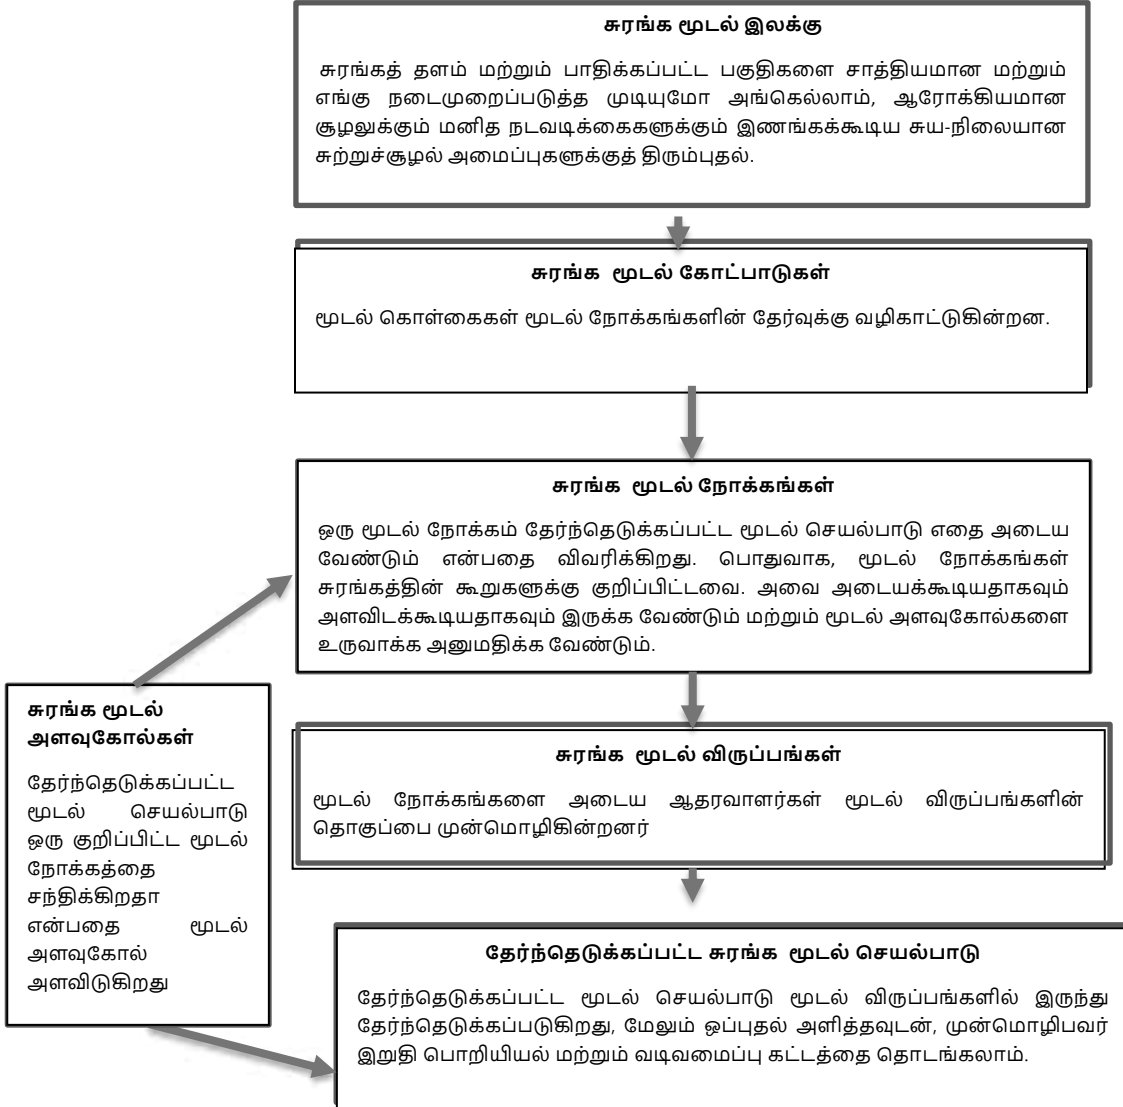 சுரங்க மூடல் இலக்கு
சுரங்கத் தளம் மற்றும் பாதிக்கப்பட்ட பகுதிகளை சாத்தியமான மற்றும்
எங்கு நடைமுறைப்படுத்த முடியுமோ அங்கெல்லாம், ஆரோக்கியமான
சூழலுக்கும் மனித நடவடிக்கைகளுக்கும் இணங்கக்கூடிய சுய-நிலையான
சுற்றுச்சூழல் அமைப்புகளுக்குத் திரும்புதல்.
சுரங்க மூடல் கோட்பாடுகள்
மூடல் கொள்கைகள் மூடல் நோக்கங்களின் தேர்வுக்கு வழிகாட்டுகின்றன.
சுரங்க மூடல் நோக்கங்கள்
ஒரு மூடல் நோக்கம் தேர்ந்தெடுக்கப்பட்ட மூடல் செயல்பாடு எதை அடைய
வேண்டும் என்பதை விவரிக்கிறது. பொதுவாக, மூடல் நோக்கங்கள்
சுரங்கத்தின் கூறுகளுக்கு குறிப்பிட்டவை. அவை அடையக்கூடியதாகவும்
அளவிடக்கூடியதாகவும் இருக்க வேண்டும் மற்றும் மூடல் அளவுகோல்களை
உருவாக்க அனுமதிக்க வேண்டும்.
சுரங்க மூடல்
அளவுகோல்கள்
தேர்ந்தெடுக்கப்பட்ட
மூடல் செயல்பாடு
ஒரு குறிப்பிட்ட மூடல்
நோக்கத்தை
சந்திக்கிறதா
என்பதை மூடல்
அளவுகோல்
அளவிடுகிறது
சுரங்க மூடல் விருப்பங்கள்
மூடல் நோக்கங்களை அடைய ஆதரவாளர்கள் மூடல் விருப்பங்களின்
தொகுப்பை முன்மொழிகின்றனர்
தேர்ந்தெடுக்கப்பட்ட சுரங்க மூடல் செயல்பாடு
தேர்ந்தெடுக்கப்பட்ட மூடல் செயல்பாடு மூடல் விருப்பங்களில் இருந்து
தேர்ந்தெடுக்கப்படுகிறது, மேலும் ஒப்புதல் அளித்தவுடன், முன்மொழிபவர்
இறுதி பொறியியல் மற்றும் வடிவமைப்பு கட்டத்தை தொடங்கலாம்.